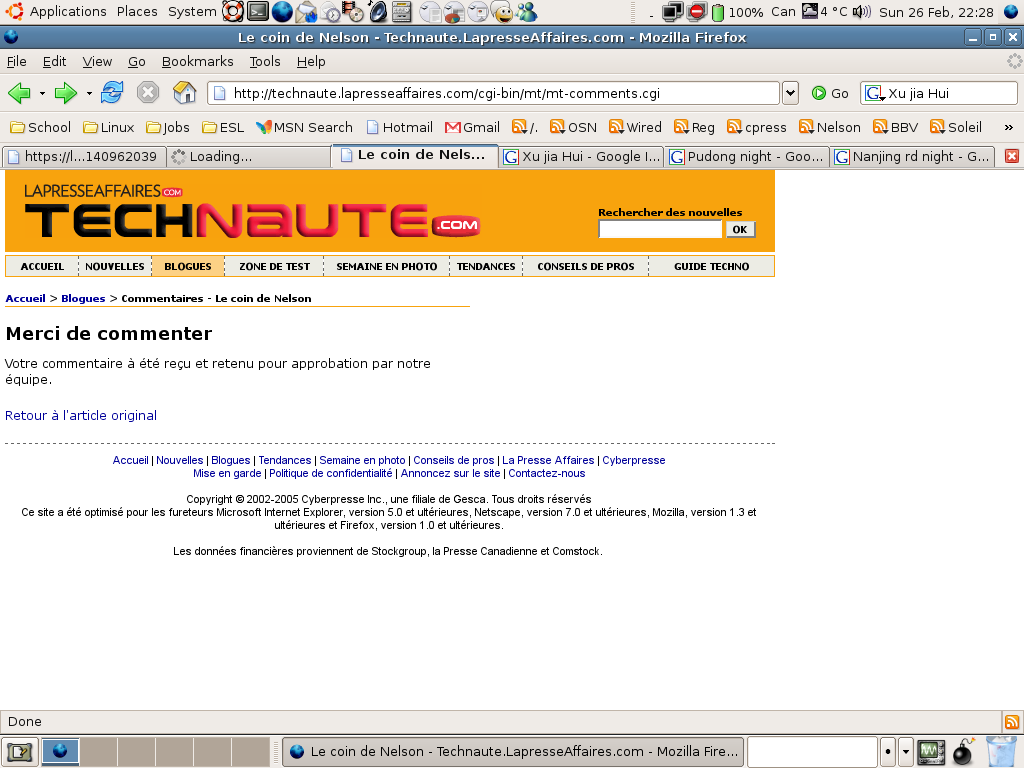 Applications Places System 100% Can 4 °C Sun 26 Feb, 22:28
Le coin de Nelson - Technaute.LapresseAffaires.com - Mozilla Firefox
File Edit View Go Bookmarks Tools Help
http://technaute.lapresseaffaires.com/cgi-bin/mt/mt-comments.cgi Go Xu jia Hui
School Linux Jobs ESL MSN Search Hotmail Gmail /. OSN Wired Reg cpress Nelson BBV Soleil »
https://l...140962039 Loading... Le coin de Nels... Xu jia Hui - Google I... Pudong night - Goo... Nanjing rd night - G...
LAPRESSEAFFAIRES.COM
TECHNAUTE.COM
Rechercher des nouvelles
OK
ACCUEIL NOUVELLES BLOGUES ZONE DE TEST SEMAINE EN PHOTO TENDANCES CONSEILS DE PROS GUIDE TECHNO
Accueil > Blogues > Commentaires - Le coin de Nelson
Merci de commenter
Votre commentaire à été reçu et retenu pour approbation par notre
équipe.
Retour à l'article original
Accueil | Nouvelles | Blogues | Tendances | Semaine en photo | Conseils de pros | La Presse Affaires | Cyberpresse
Mise en garde | Politique de confidentialité | Annoncez sur le site | Contactez-nous
Copyright © 2002-2005 Cyberpresse Inc., une filiale de Gesca. Tous droits réservés
Ce site a été optimisé pour les fureteurs Microsoft Internet Explorer, version 5.0 et ultérieures, Netscape, version 7.0 et ultérieures, Mozilla, version 1.3 et
ultérieures et Firefox, version 1.0 et ultérieures.
Les données financières proviennent de Stockgroup, la Presse Canadienne et Comstock.
Done
Le coin de Nelson - Technaute.LapresseAffaires.com - Mozilla Fire...